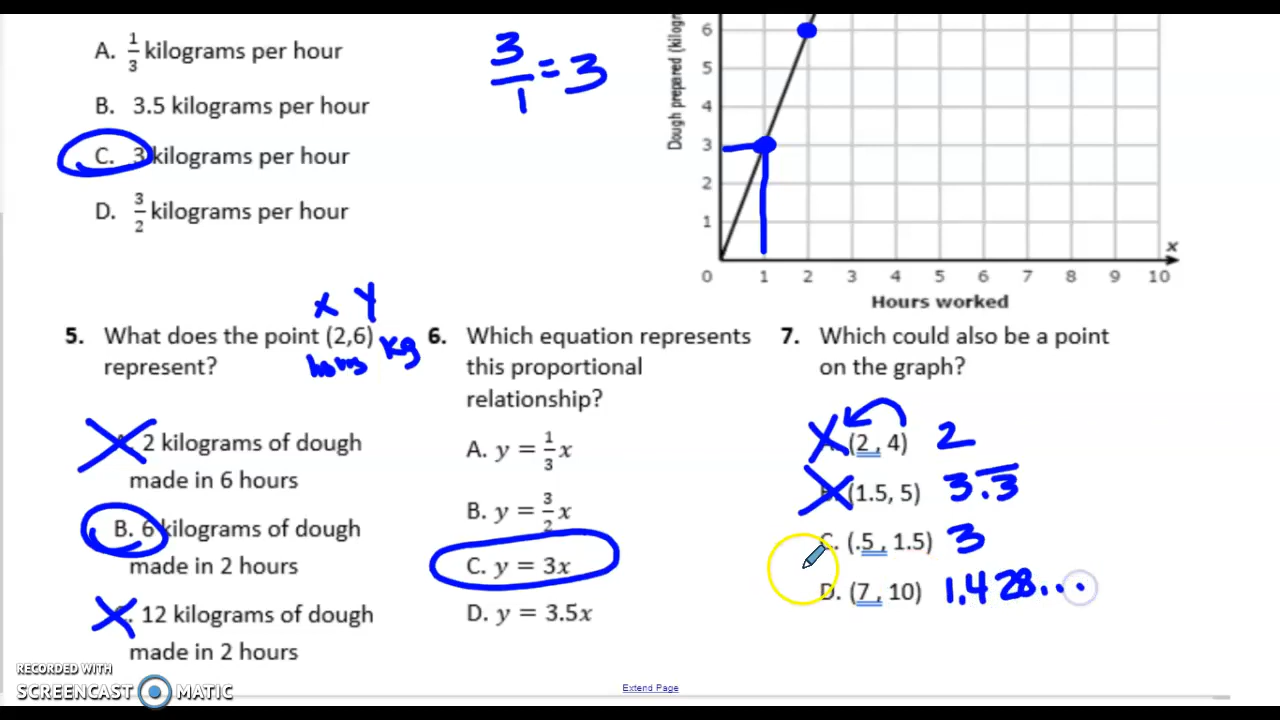 A. 1/3 kilograms per hour
B. 3.5 kilograms per hour
C. 3 kilograms per hour
D. 3/2 kilograms per hour
3/1 = 3
Dough prepared (kilogr
6
5
4
3
2
1
0 1 2 3 4 5 6 7 8 9 10
x
Hours worked
x y
5. What does the point (2,6)
represent?
hours kg
2 kilograms of dough
made in 6 hours
B. 6 kilograms of dough
made in 2 hours
12 kilograms of dough
made in 2 hours
6. Which equation represents
this proportional
relationship?
A. y = 1/3 x
B. y = 3/2 x
C. y = 3x
D. y = 3.5x
7. Which could also be a point
on the graph?
(2 , 4) 2
(1.5, 5) 3.3̅
C. (.5 , 1.5) 3
D. (7 , 10) 1.428...
RECORDED WITH
SCREENCAST MATIC
Extend Page